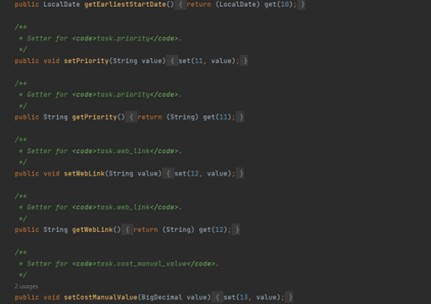 public LocalDate getEarliestStartDate() { return (LocalDate) get(10); }
/**
* Setter for <code>task.priority</code>.
*/
public void setPriority(String value) { set(11, value); }
/**
* Getter for <code>task.priority</code>.
*/
public String getPriority() { return (String) get(11); }
/**
* Setter for <code>task.web_link</code>.
*/
public void setWebLink(String value) { set(12, value); }
/**
* Getter for <code>task.web_link</code>.
*/
public String getWebLink() { return (String) get(12); }
/**
* Setter for <code>task.cost_manual_value</code>.
*/
2 usages
public void setCostManualValue(BigDecimal value) { set(13, value); }